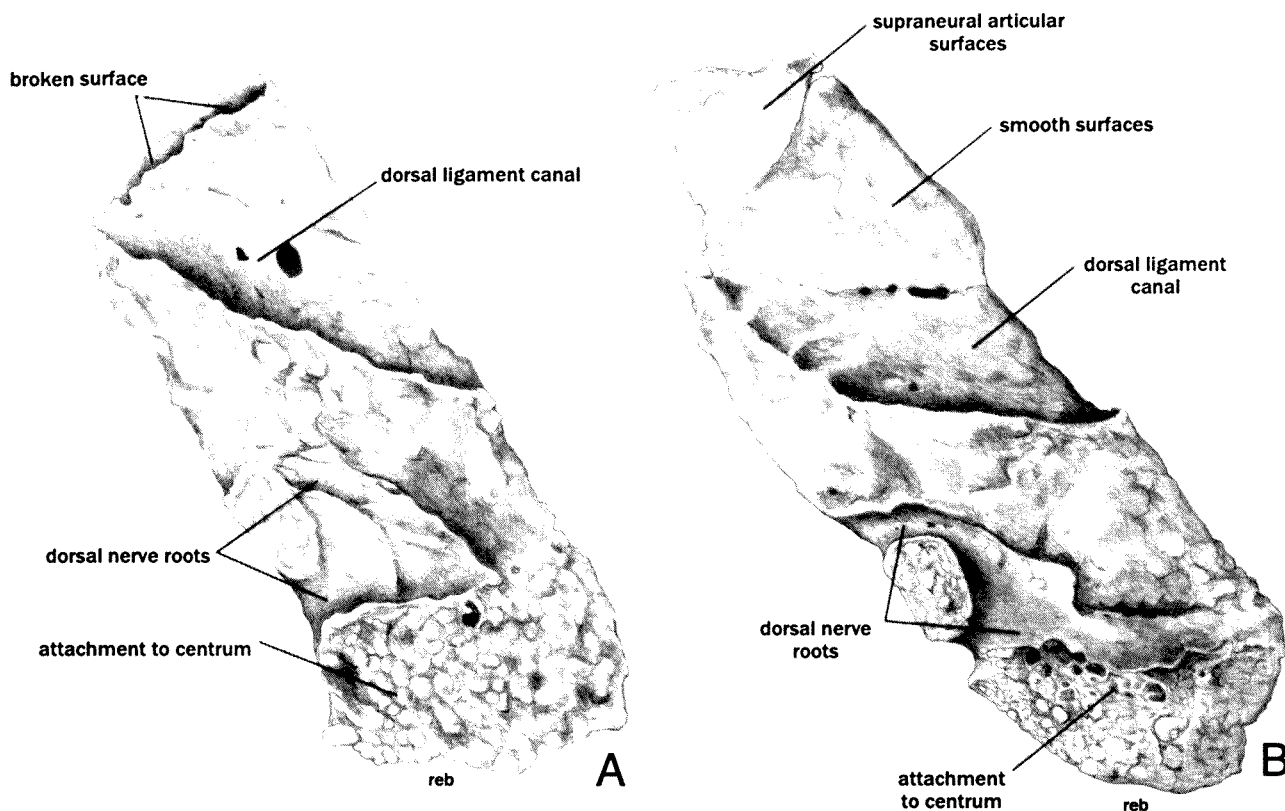 broken surface
dorsal ligament canal
dorsal nerve roots
attachment to centrum
reb
A
supraneural articular
surfaces
smooth surfaces
dorsal ligament
canal
dorsal nerve
roots
attachment
to centrum
reb
B